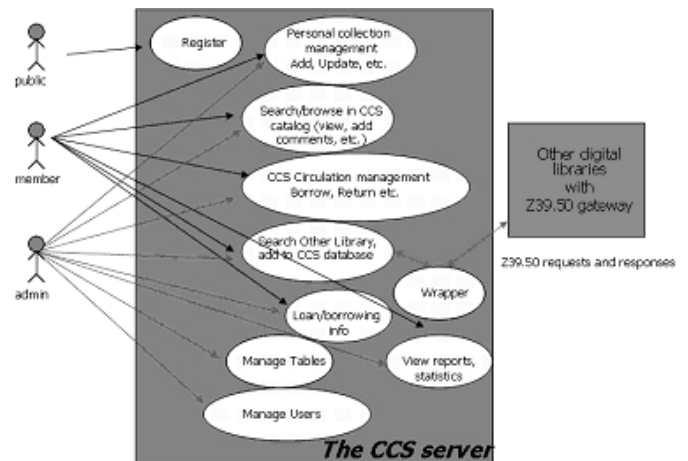 public
member
admin
Register
Personal collection
management
Add, Update, etc.
Search/browse in CCS
catalog (view, add
comments, etc.)
CCS Circulation management
Borrow, Return etc.
Search Other Library,
add to CCS database
Wrapper
Loan/borrowing
info
Manage Tables
View reports,
statistics
Manage Users
The CCS server
Other digital
libraries
with
Z39.50 gateway
Z39.50 requests and responses